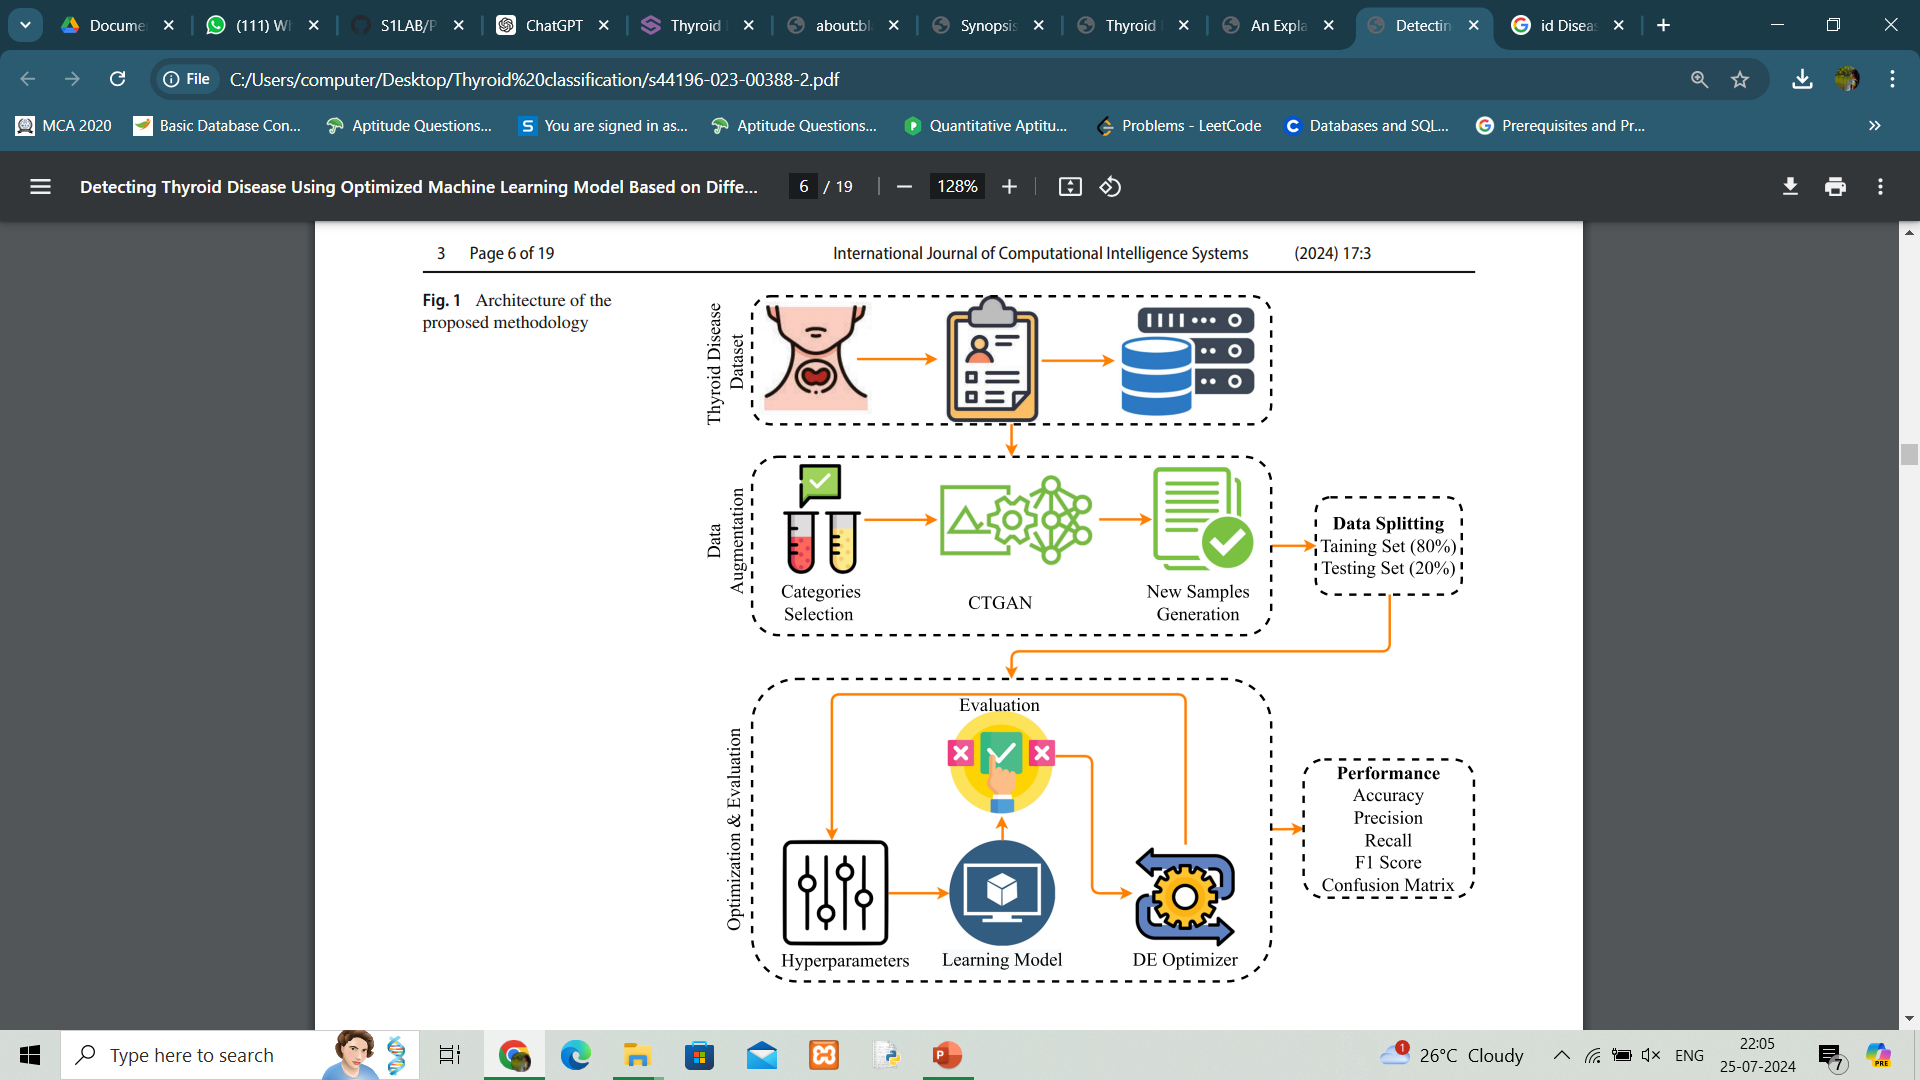 Docume
(111) W
S1LAB/P
ChatGPT
Thyroid
about:bl
Synopsis
Thyroid
An Expla
Detectin
id Diseas
File
C:/Users/computer/Desktop/Thyroid%20classification/s44196-023-00388-2.pdf
MCA 2020
Basic Database Con...
Aptitude Questions...
S
You are signed in as...
Aptitude Questions...
Quantitative Aptitu...
Problems - LeetCode
C
Databases and SQL...
Prerequisites and Pr...
Detecting Thyroid Disease Using Optimized Machine Learning Model Based on Diffe...
6 / 19
128%
3 Page 6 of 19
International Journal of Computational Intelligence Systems (2024) 17:3
Fig. 1 Architecture of the
proposed methodology
Thyroid Disease
Dataset
Data
Augmentation
Categories
Selection
CTGAN
New Samples
Generation
Data Splitting
Taining Set (80%)
Testing Set (20%)
Optimization & Evaluation
Evaluation
Hyperparameters
Learning Model
DE Optimizer
Performance
Accuracy
Precision
Recall
F1 Score
Confusion Matrix
Type here to search
1
26°C Cloudy
ENG
22:05
25-07-2024
7
PRE